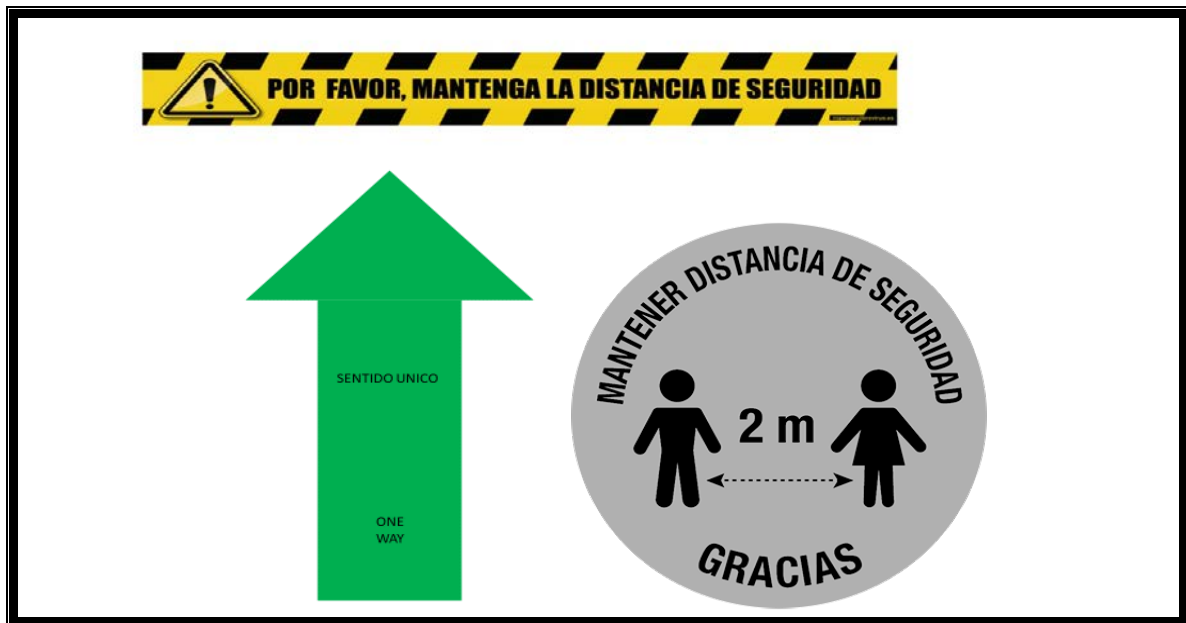 POR FAVOR, MANTENGA LA DISTANCIA DE SEGURIDAD
SENTIDO UNICO
ONE
WAY
MANTENER DISTANCIA DE SEGURIDAD
2 m
GRACIAS